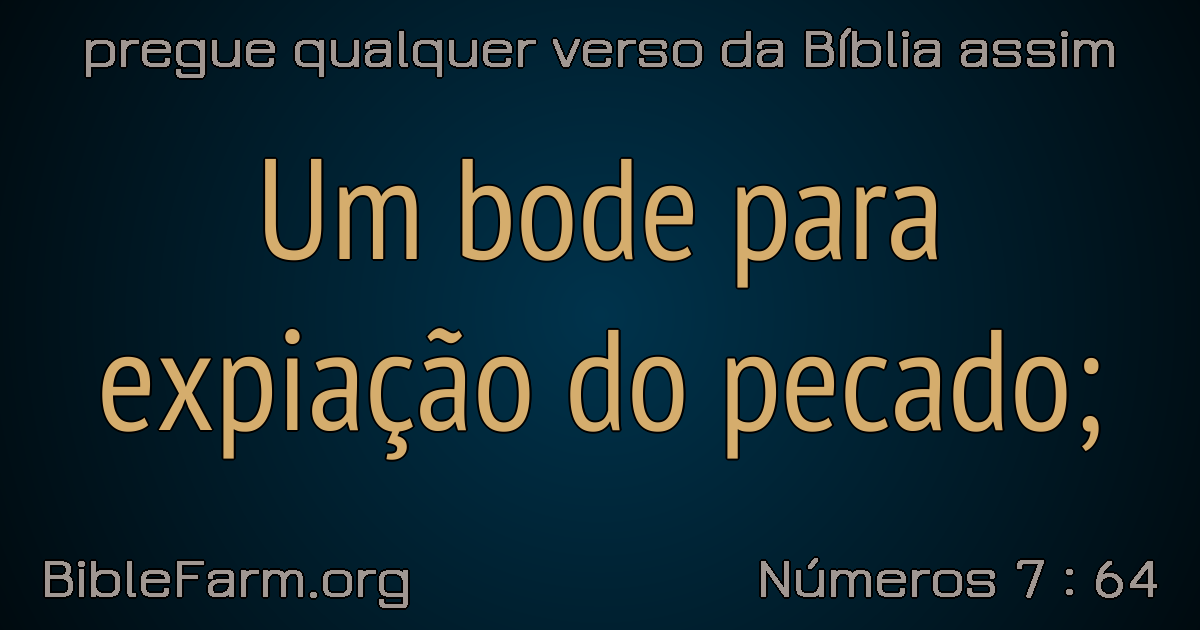 pregue qualquer verso da Bíblia assim
Um bode para
expiação do pecado;
BibleFarm.org
Números 7 : 64